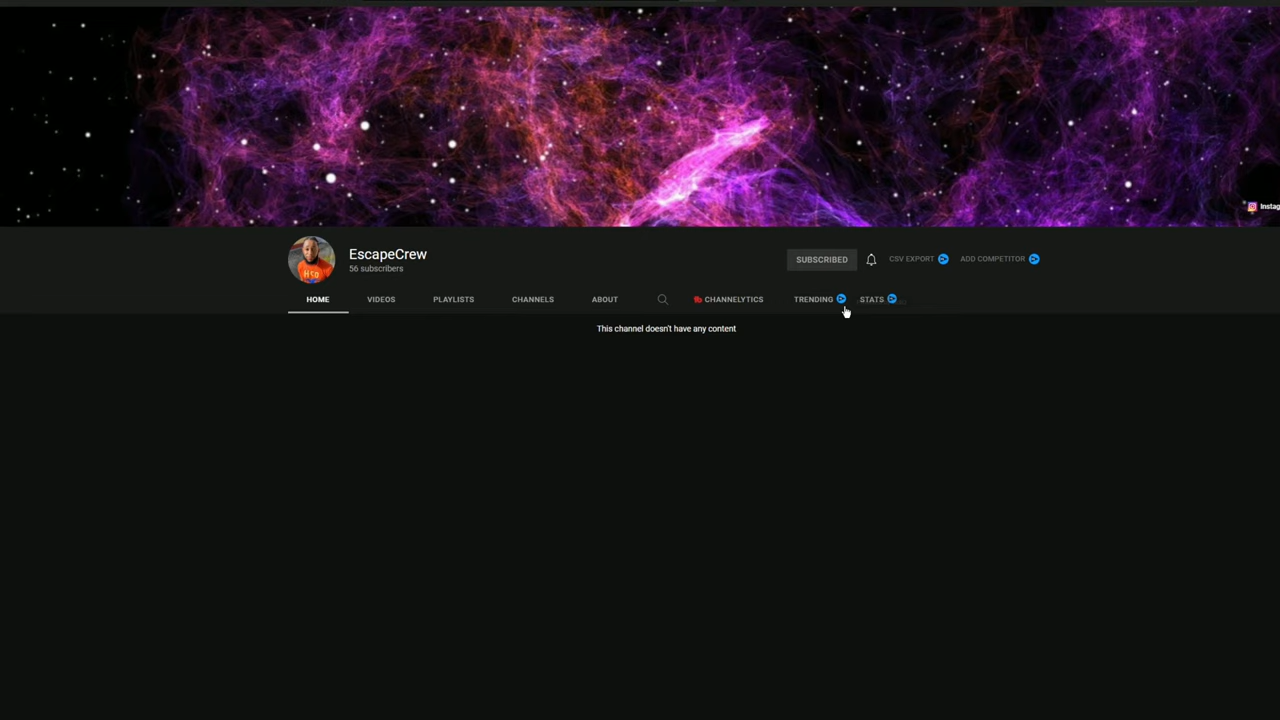 Instag
EscapeCrew
56 subscribers
SUBSCRIBED
CSV EXPORT
ADD COMPETITOR
HOME
VIDEOS
PLAYLISTS
CHANNELS
ABOUT
CHANNELYTICS
TRENDING
STATS
This channel doesn't have any content